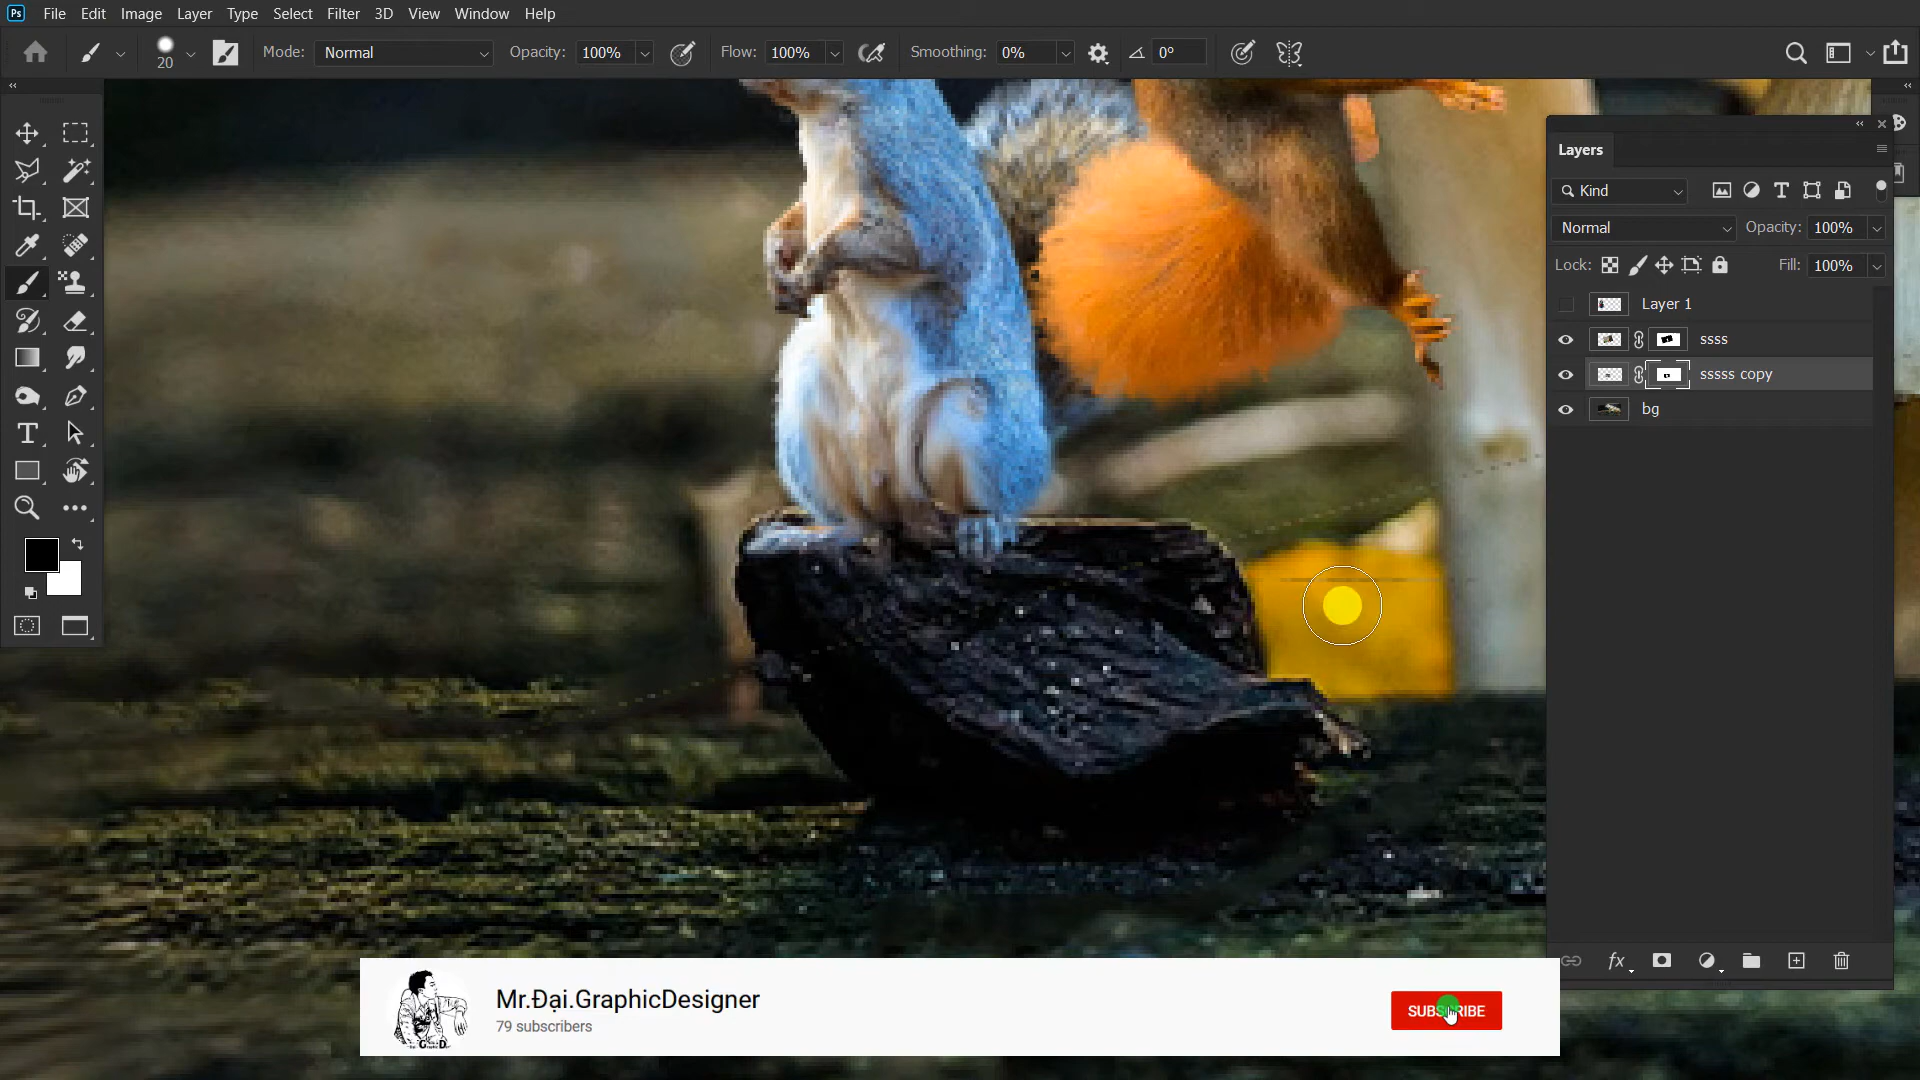 Ps File Edit Image Layer Type Select Filter 3D View Window Help
20 Mode: Normal Opacity: 100% Flow: 100% Smoothing: 0% 0°
Layers
Kind
Normal Opacity: 100%
Lock: Fill: 100%
Layer 1
ssss
sssss copy
bg
fx
Mr.Đại.GraphicDesigner
79 subscribers
SUBSCRIBE
G D